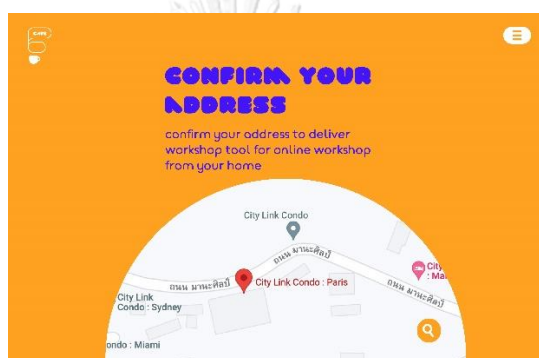 CONFIRM YOUR
ADDRESS
confirm your address to deliver
workshop tool for online workshop
from your home
City Link Condo
ถนน มานะศิลป์
City Link Condo : Paris
ถนน มานะศิลป์
ถนน มานะศิลป์
City
: Ma
City Link
Condo : Sydney
ondo : Miami